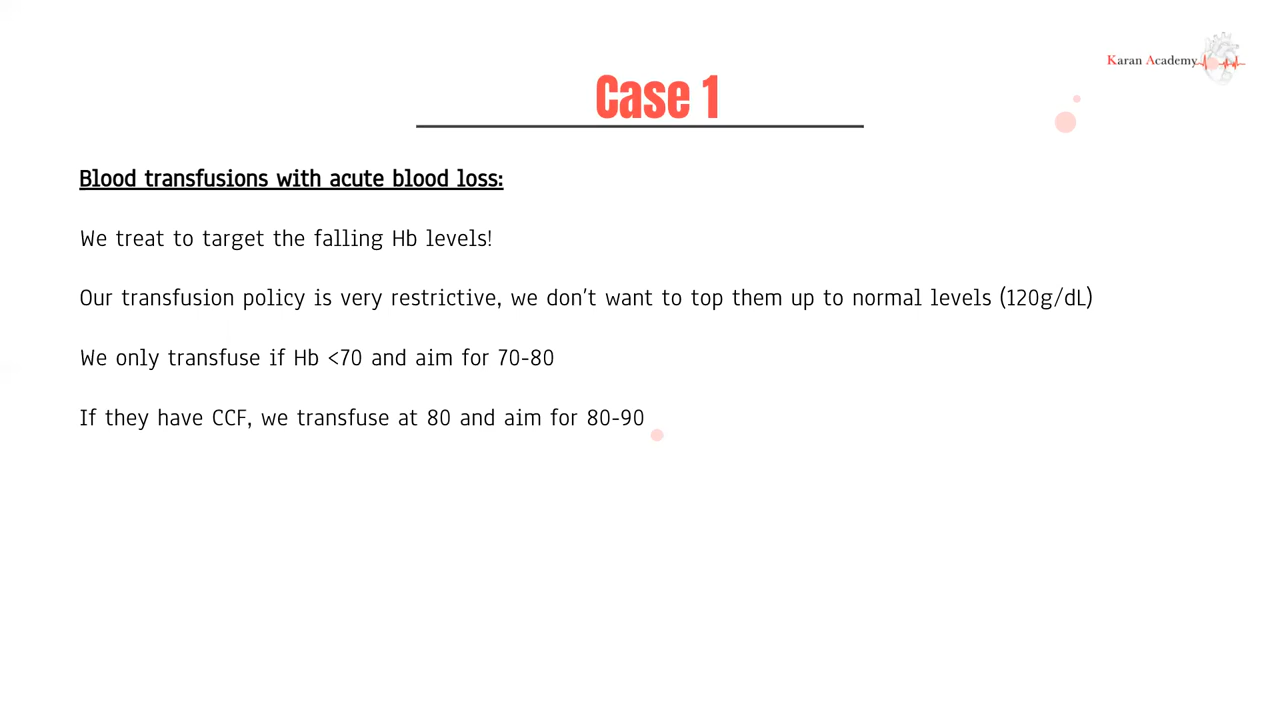 Karan Academy
Case 1
Blood transfusions with acute blood loss:
We treat to target the falling Hb levels!
Our transfusion policy is very restrictive, we don't want to top them up to normal levels (120g/dL)
We only transfuse if Hb <70 and aim for 70-80
If they have CCF, we transfuse at 80 and aim for 80-90